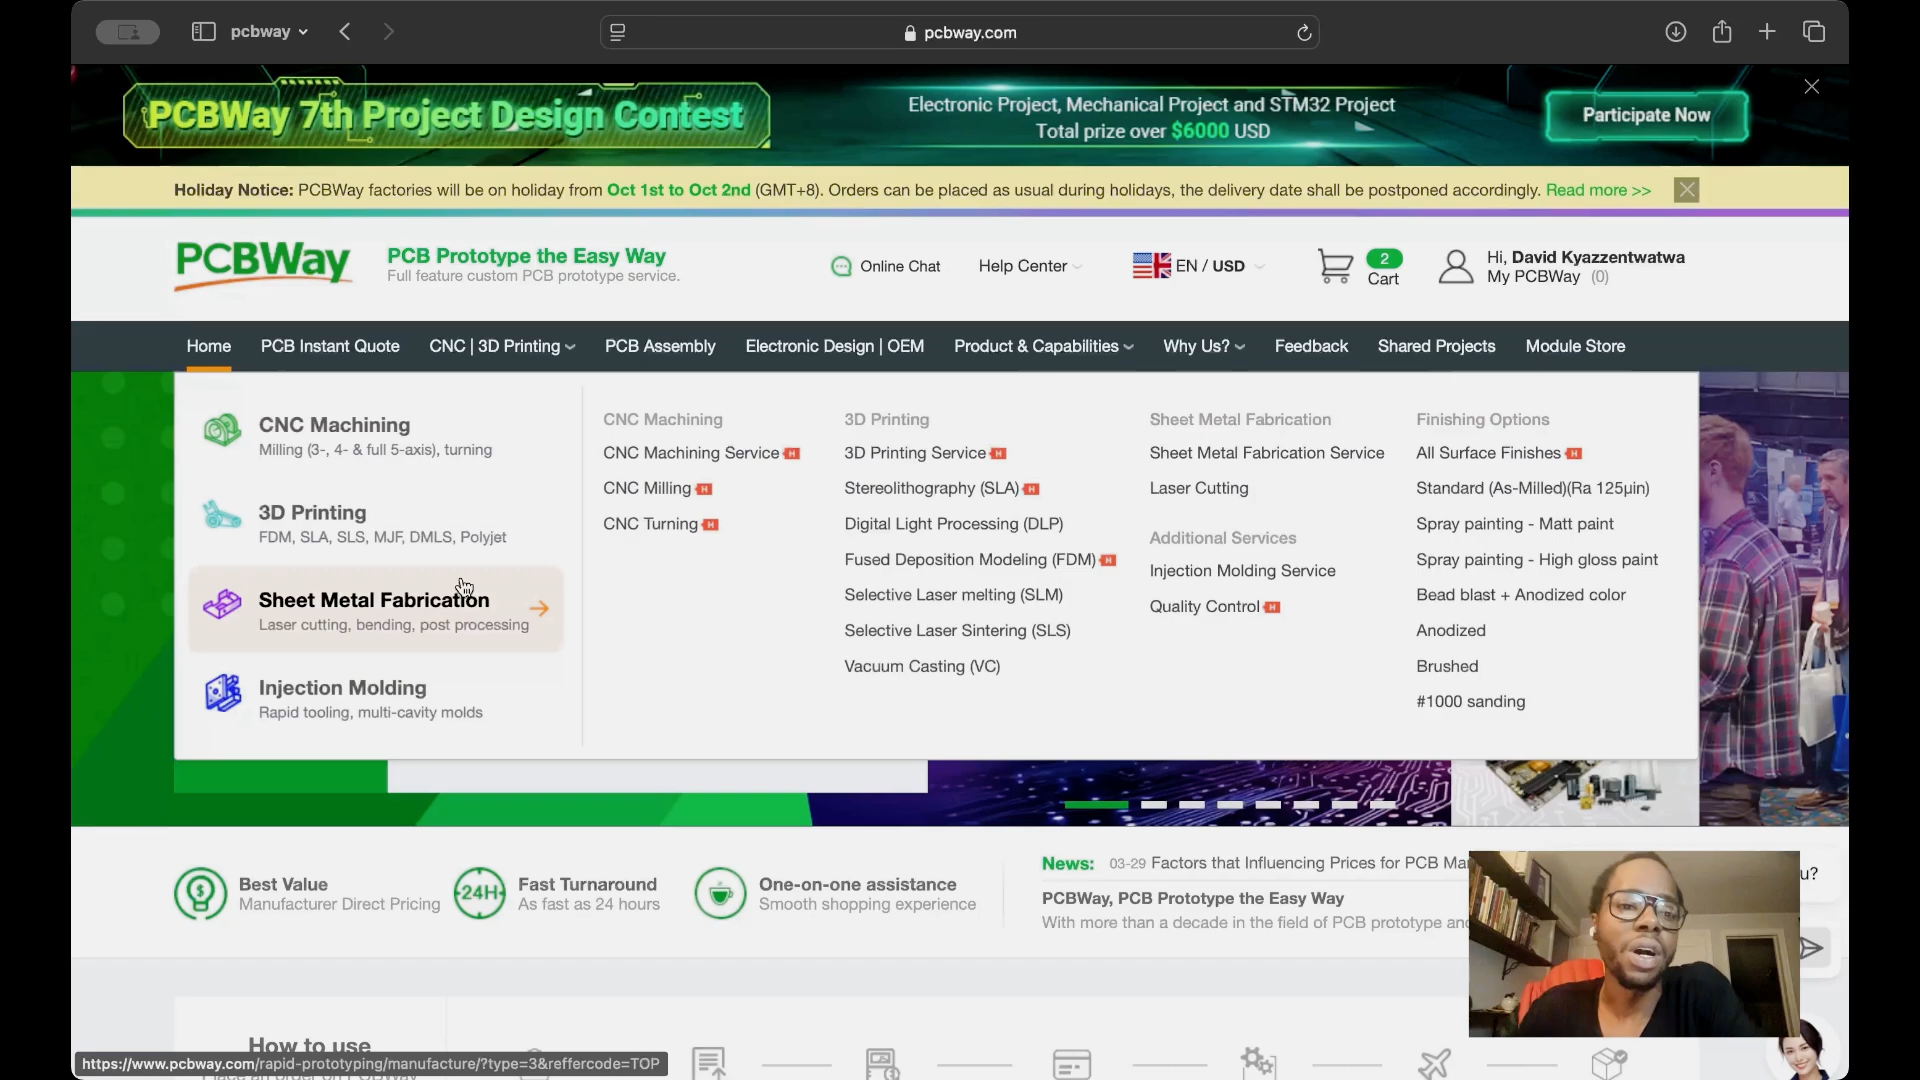 pcbway
pcbway.com
PCBWay 7th Project Design Contest
Electronic Project, Mechanical Project and STM32 Project
Total prize over $6000 USD
Participate Now
Holiday Notice: PCBWay factories will be on holiday from Oct 1st to Oct 2nd (GMT+8). Orders can be placed as usual during holidays, the delivery date shall be postponed accordingly. Read more >>
PCBWay
PCB Prototype the Easy Way
Full feature custom PCB prototype service.
Online Chat
Help Center
EN / USD
2
Cart
Hi, David Kyazzentwatwa
My PCBWay (0)
Home
PCB Instant Quote
CNC | 3D Printing
PCB Assembly
Electronic Design | OEM
Product & Capabilities
Why Us?
Feedback
Shared Projects
Module Store
CNC Machining
Milling (3-, 4- & full 5-axis), turning
3D Printing
FDM, SLA, SLS, MJF, DMLS, Polyjet
Sheet Metal Fabrication
Laser cutting, bending, post processing
Injection Molding
Rapid tooling, multi-cavity molds
CNC Machining
CNC Machining Service H
CNC Milling H
CNC Turning H
3D Printing
3D Printing Service H
Stereolithography (SLA) H
Digital Light Processing (DLP)
Fused Deposition Modeling (FDM) H
Selective Laser melting (SLM)
Selective Laser Sintering (SLS)
Vacuum Casting (VC)
Sheet Metal Fabrication
Sheet Metal Fabrication Service
Laser Cutting
Additional Services
Injection Molding Service
Quality Control H
Finishing Options
All Surface Finishes H
Standard (As-Milled)(Ra 125µin)
Spray painting - Matt paint
Spray painting - High gloss paint
Bead blast + Anodized color
Anodized
Brushed
#1000 sanding
Best Value
Manufacturer Direct Pricing
24H
Fast Turnaround
As fast as 24 hours
One-on-one assistance
Smooth shopping experience
News: 03-29 Factors that Influencing Prices for PCB Ma
PCBWay, PCB Prototype the Easy Way
With more than a decade in the field of PCB prototype and
u?
How to use
https://www.pcbway.com/rapid-prototyping/manufacture/?type=3&reffercode=TOP